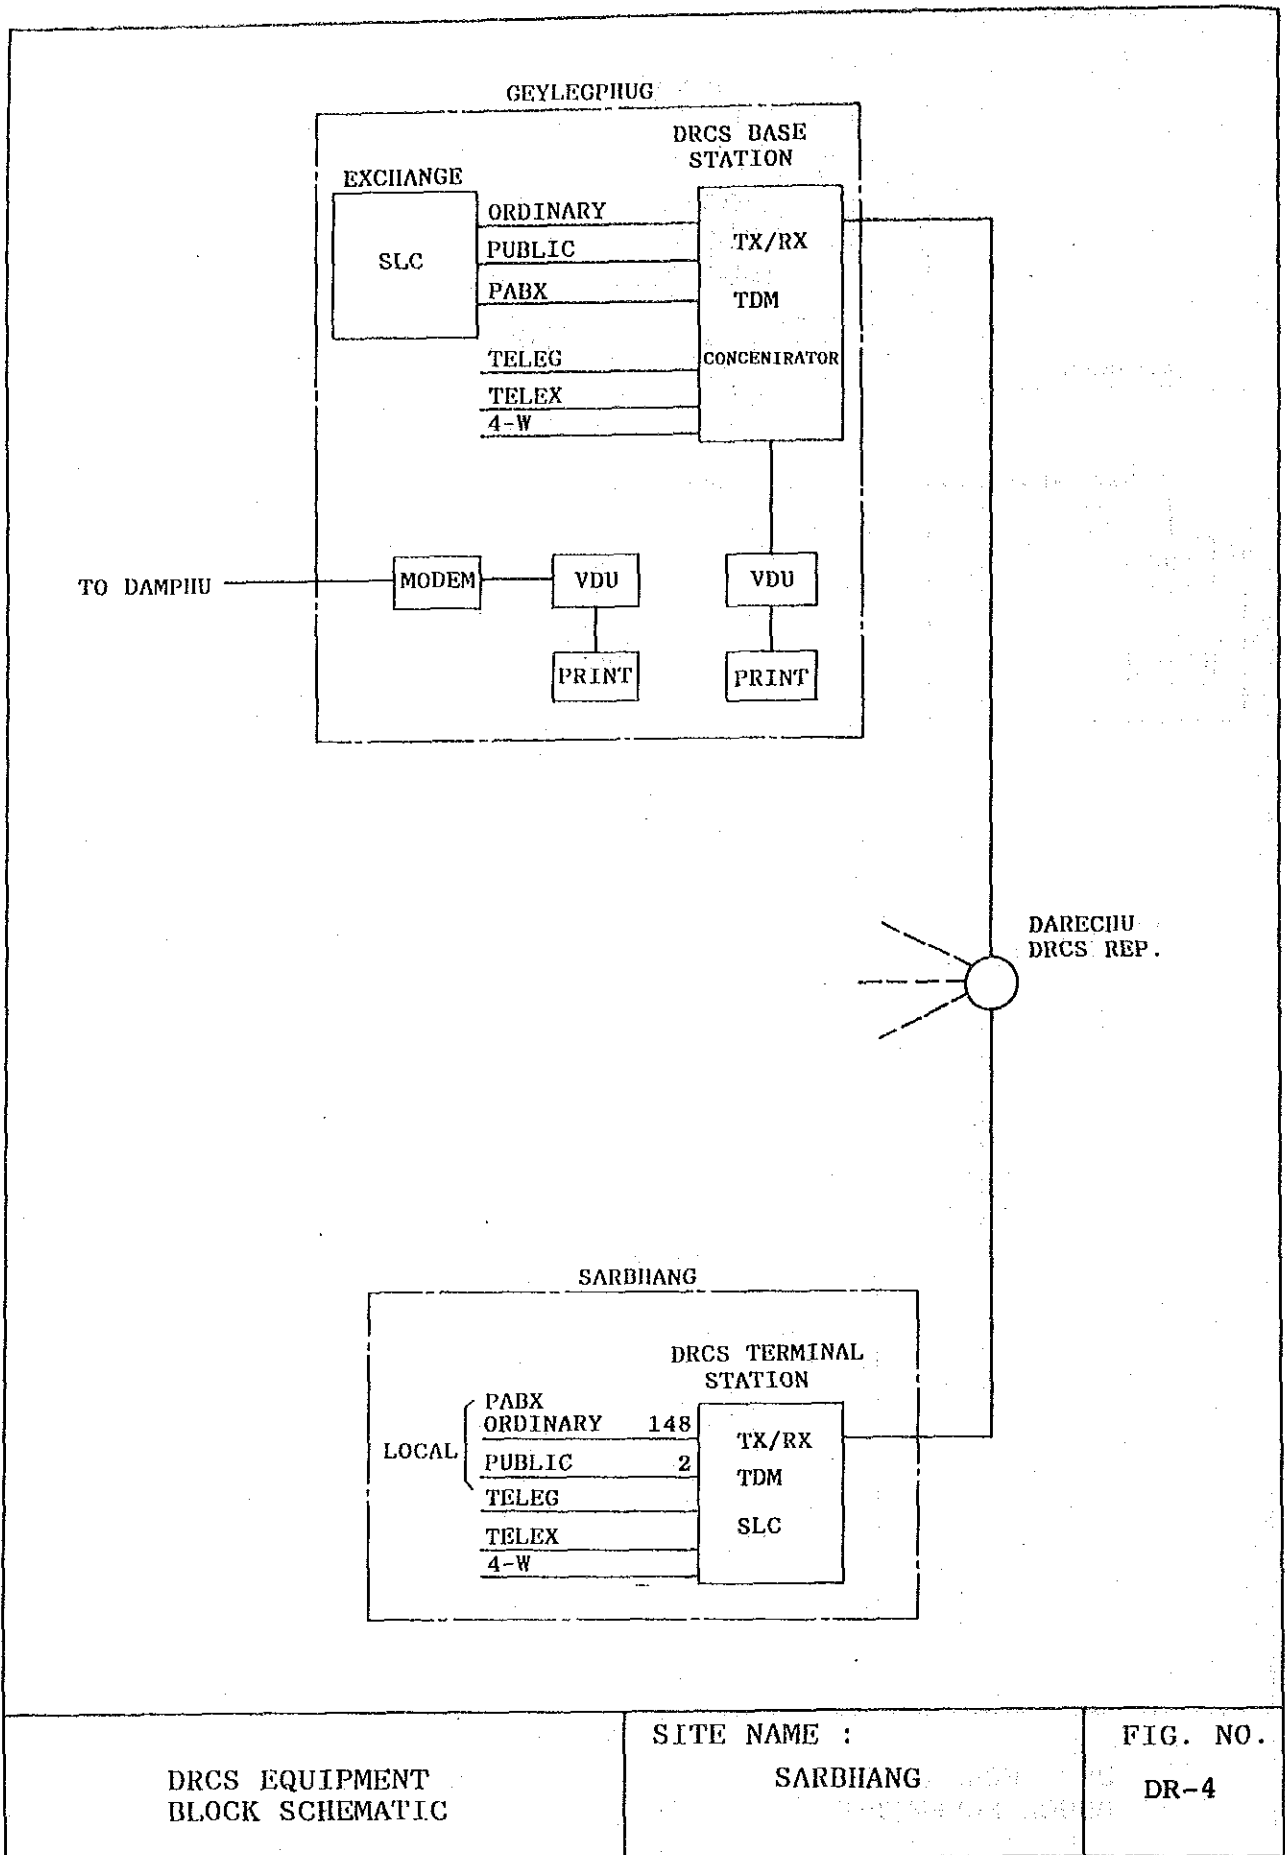 GEYLEGPHUG
DRCS BASE
STATION
EXCHANGE
SLC
ORDINARY
PUBLIC
PABX
TELEG
TELEX
4-W
TX/RX
TDM
CONCENIRATOR
TO DAMPHU
MODEM
VDU
PRINT
VDU
PRINT
DARECHU
DRCS REP.
SARBHANG
DRCS TERMINAL
STATION
LOCAL
PABX
ORDINARY 148
PUBLIC 2
TELEG
TELEX
4-W
TX/RX
TDM
SLC
DRCS EQUIPMENT
BLOCK SCHEMATIC
SITE NAME :
SARBHANG
FIG. NO.
DR-4